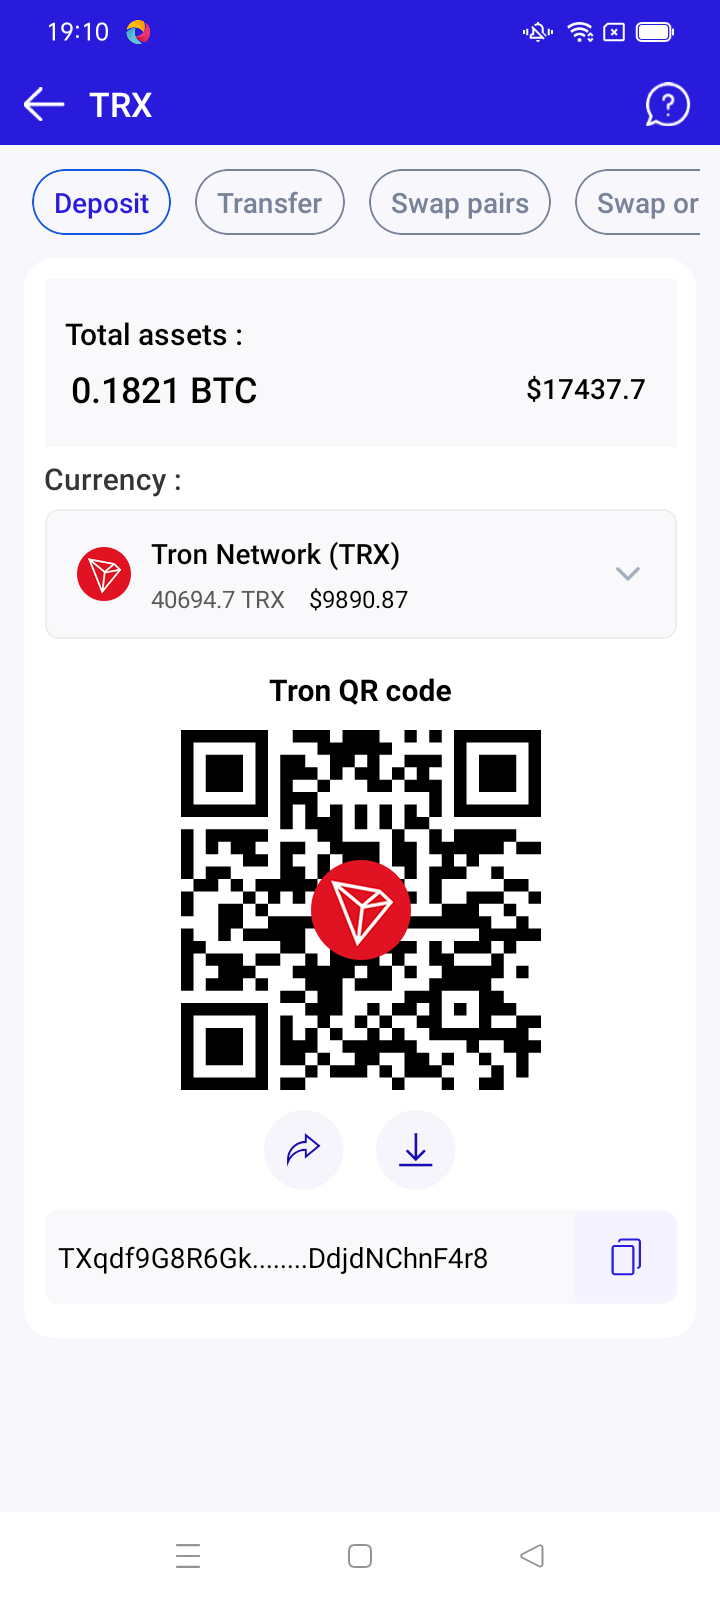 19:10
TRX
Deposit Transfer Swap pairs Swap or
Total assets :
0.1821 BTC $17437.7
Currency :
Tron Network (TRX)
40694.7 TRX $9890.87
Tron QR code
TXqdf9G8R6Gk........DdjdNChnF4r8